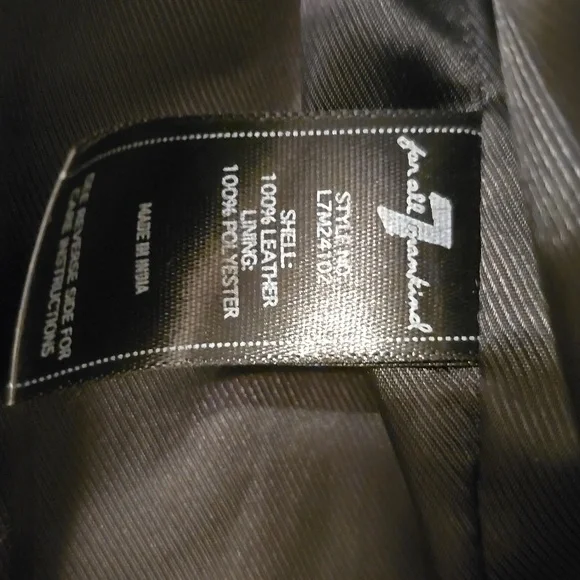 7
for all mankind
STYLE NO.
L7M24102
SHELL:
100% LEATHER
LINING:
100% POLYESTER
MADE IN INDIA
SEE REVERSE SIDE FOR
CARE INSTRUCTIONS